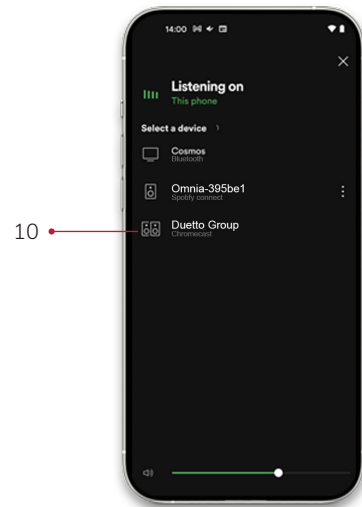 14:00
Listening on
This phone
Select a device
Cosmos
Bluetooth
Omnia-395be1
Spotify connect
10
Duetto Group
Chromecast